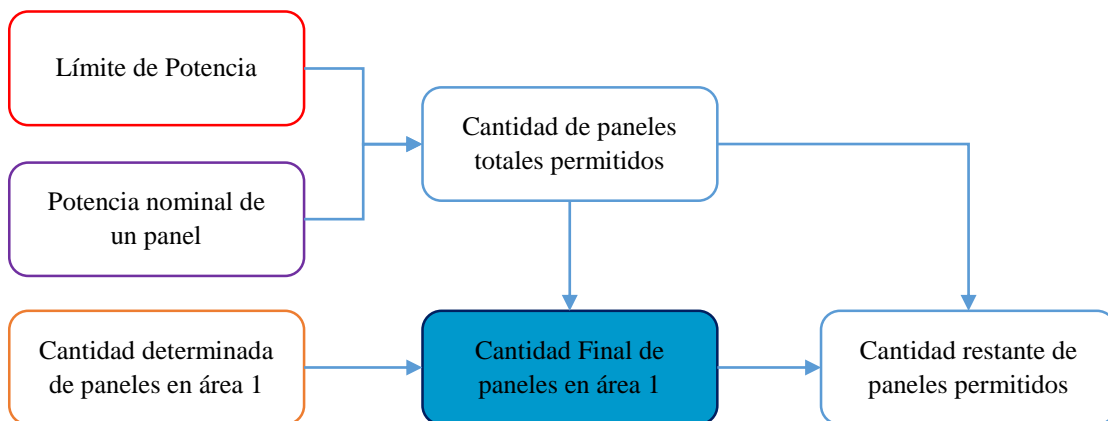 Límite de Potencia
Cantidad de paneles
totales permitidos
Potencia nominal de
un panel
Cantidad determinada
de paneles en área 1
Cantidad Final de
paneles en área 1
Cantidad restante de
paneles permitidos